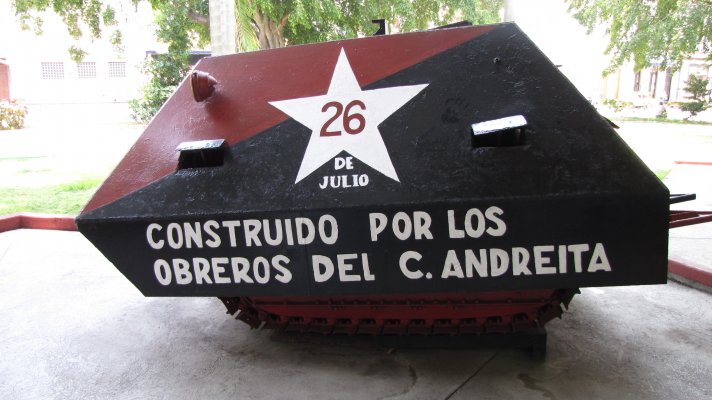 26
DE
JULIO
CONSTRUIDO POR LOS
OBREROS DEL C. ANDREITA